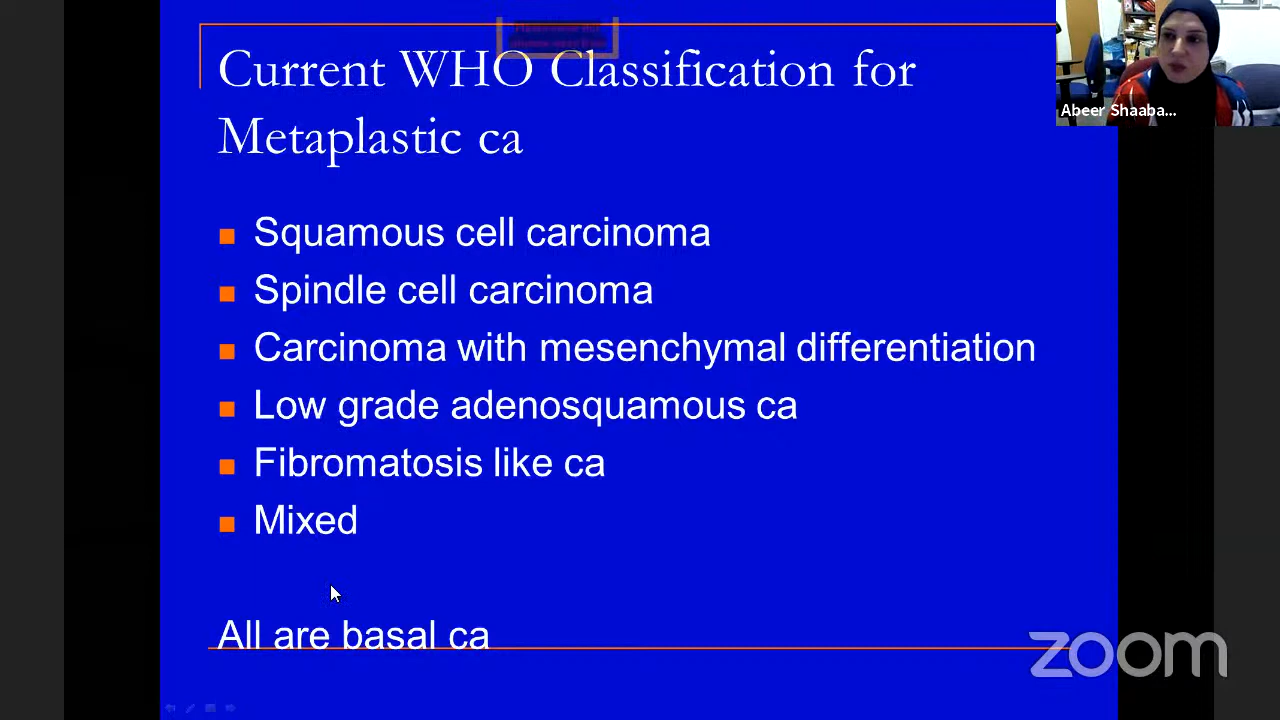 Current WHO Classification for
Metaplastic ca
Squamous cell carcinoma
Spindle cell carcinoma
Carcinoma with mesenchymal differentiation
Low grade adenosquamous ca
Fibromatosis like ca
Mixed
All are basal ca
Abeer Shaaba...
zoom